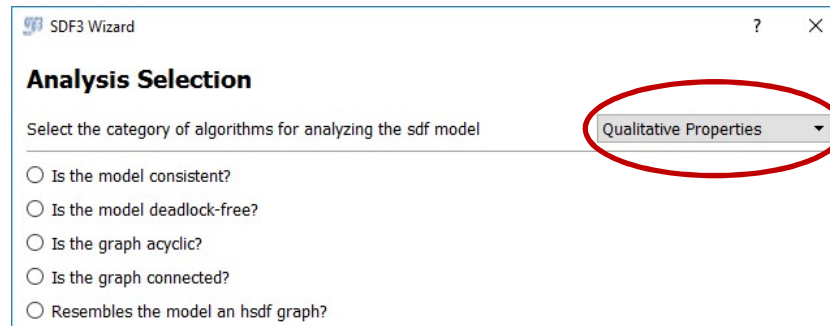 SDF3 Wizard ?
Analysis Selection
Select the category of algorithms for analyzing the sdf model Qualitative Properties
Is the model consistent?
Is the model deadlock-free?
Is the graph acyclic?
Is the graph connected?
Resembles the model an hsdf graph?